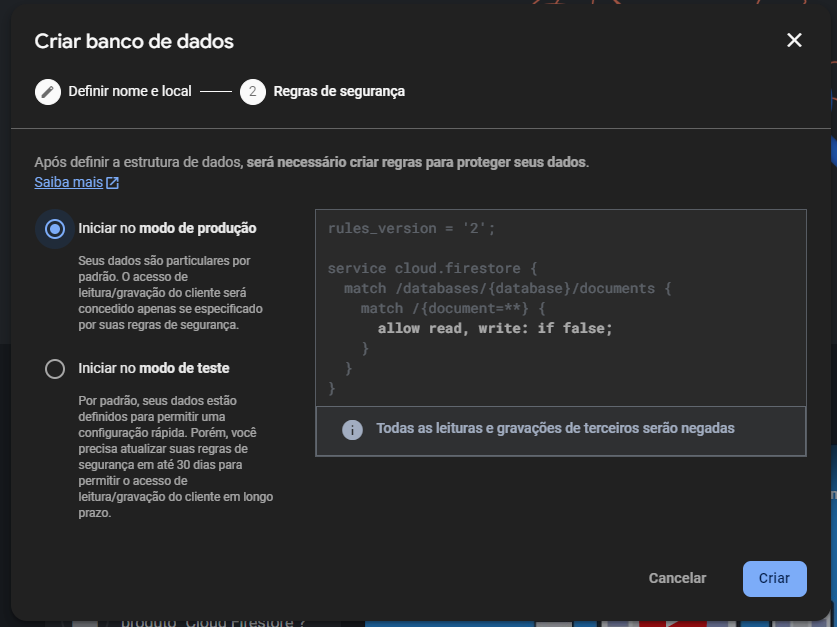 Criar banco de dados
Definir nome e local
2 Regras de segurança
Após definir a estrutura de dados, será necessário criar regras para proteger seus dados.
Saiba mais
Iniciar no modo de produção
Seus dados são particulares por
padrão. O acesso de
leitura/gravação do cliente será
concedido apenas se especificado
por suas regras de segurança.
Iniciar no modo de teste
Por padrão, seus dados estão
definidos para permitir uma
configuração rápida. Porém, você
precisa atualizar suas regras de
segurança em até 30 dias para
permitir o acesso de
leitura/gravação do cliente em longo
prazo.
rules_version = '2';
service cloud.firestore {
match /databases/{database}/documents {
match /{document=**} {
allow read, write: if false;
}
}
}
Todas as leituras e gravações de terceiros serão negadas
Cancelar
Criar
produto "Cloud Firestore"?